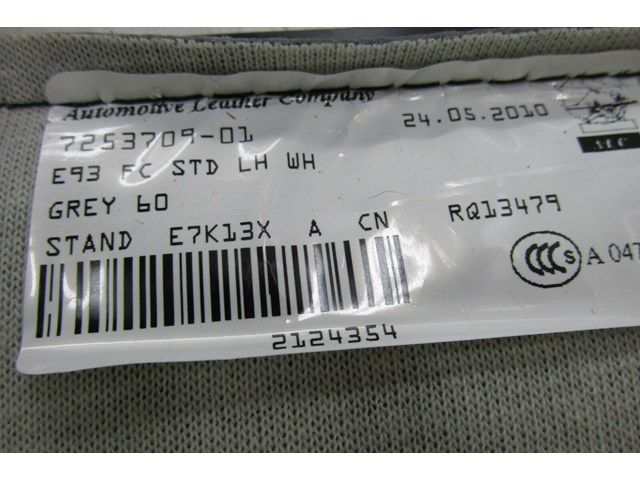 Automotive Leather Company
24.05.2010
7253709-01
E93 FC STD LH WH
GREY 60
STAND E7K13X A CN RQ13479
CCC S A 047
2124354